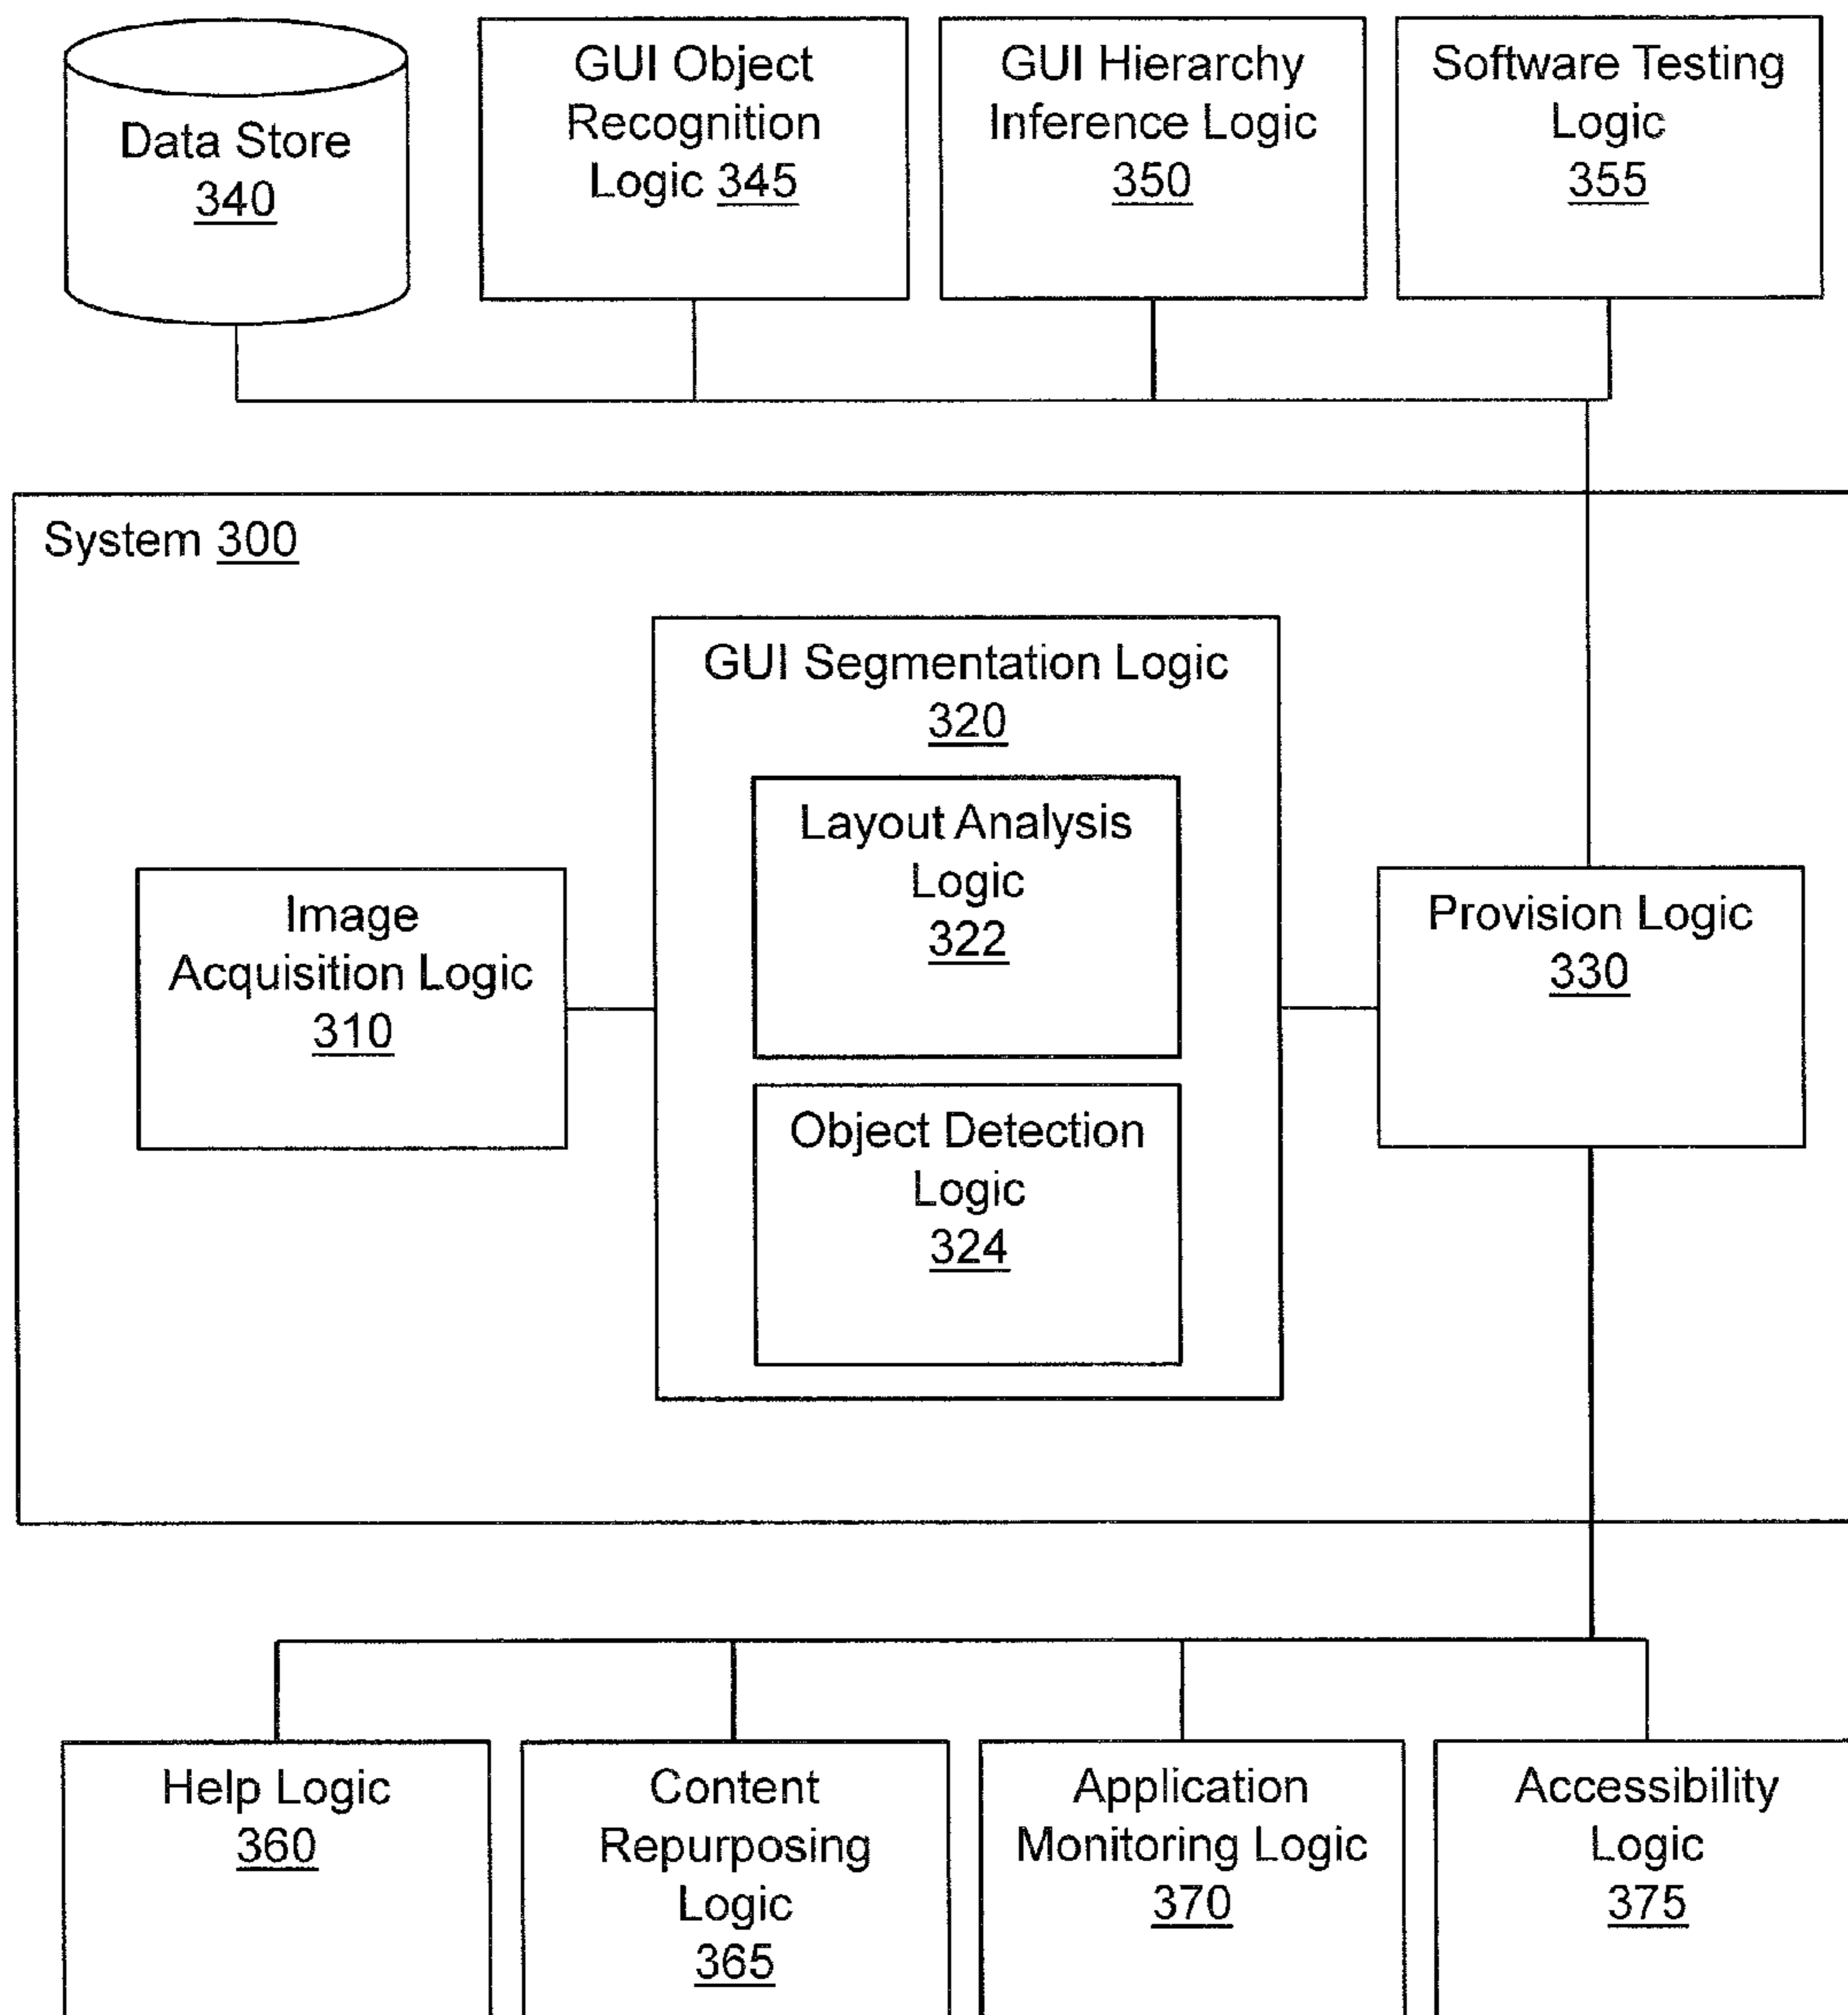 Data Store
340
GUI Object
Recognition
Logic 345
GUI Hierarchy
Inference Logic
350
Software Testing
Logic
355
System 300
GUI Segmentation Logic
320
Layout Analysis
Logic
322
Image
Acquisition Logic
310
Provision Logic
330
Object Detection
Logic
324
Help Logic
360
Content
Repurposing
Logic
365
Application
Monitoring Logic
370
Accessibility
Logic
375